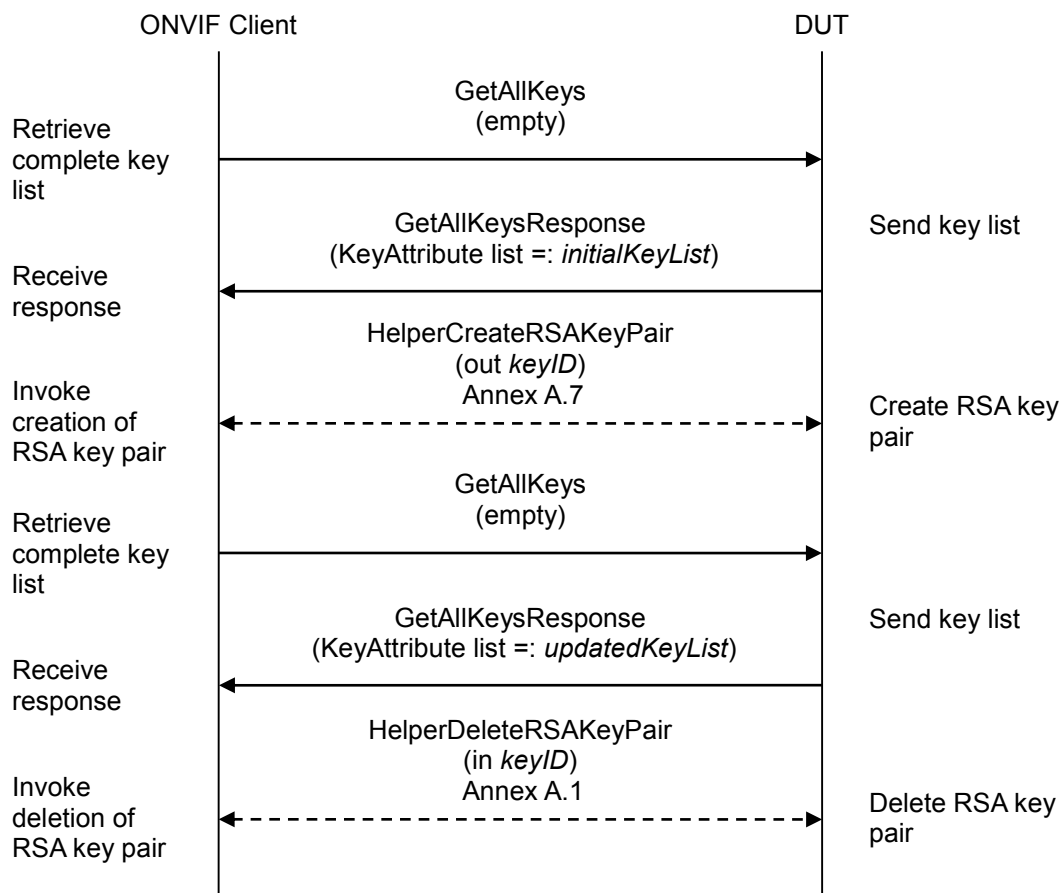 ONVIF Client
DUT
GetAllKeys
(empty)
Retrieve
complete key
list
GetAllKeysResponse
(KeyAttribute list =: initialKeyList)
Send key list
Receive
response
HelperCreateRSAKeyPair
(out keyID)
Annex A.7
Invoke
creation of
RSA key pair
Create RSA key
pair
GetAllKeys
(empty)
Retrieve
complete key
list
GetAllKeysResponse
(KeyAttribute list =: updatedKeyList)
Send key list
Receive
response
HelperDeleteRSAKeyPair
(in keyID)
Annex A.1
Invoke
deletion of
RSA key pair
Delete RSA key
pair